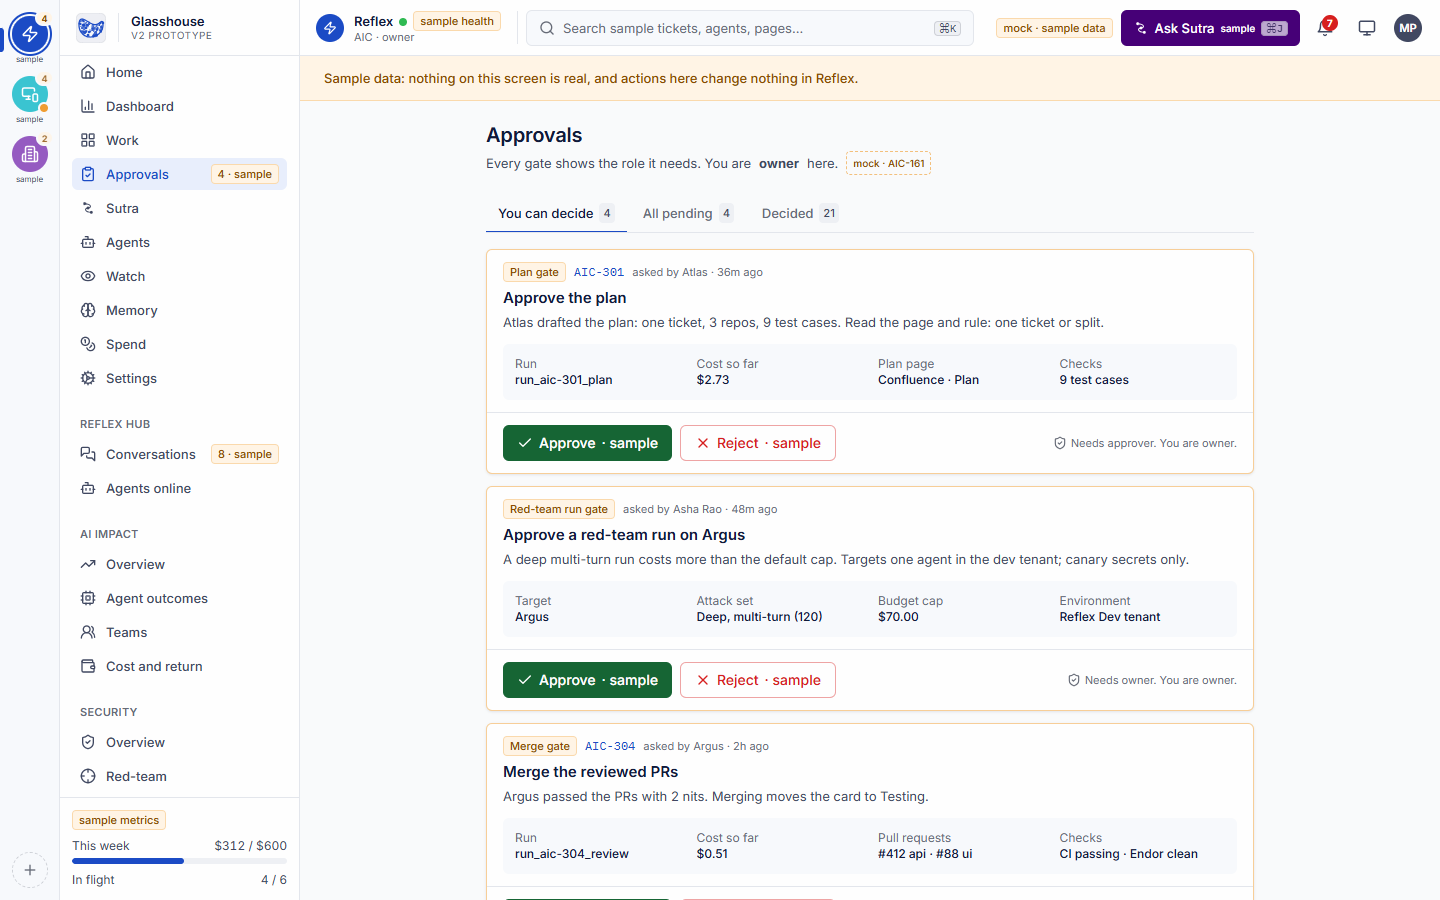 4
sample
4
sample
2
sample
Glasshouse
V2 PROTOTYPE
Home
Dashboard
Work
Approvals 4 · sample
Sutra
Agents
Watch
Memory
Spend
Settings
REFLEX HUB
Conversations 8 · sample
Agents online
AI IMPACT
Overview
Agent outcomes
Teams
Cost and return
SECURITY
Overview
Red-team
sample metrics
This week $312 / $600
In flight 4 / 6
Reflex sample health
AIC · owner
Search sample tickets, agents, pages... ⌘K
mock · sample data
Ask Sutra sample ⌘J
7
MP
Sample data: nothing on this screen is real, and actions here change nothing in Reflex.
Approvals
Every gate shows the role it needs. You are owner here. mock · AIC-161
You can decide 4 All pending 4 Decided 21
Plan gate AIC-301 asked by Atlas · 36m ago
Approve the plan
Atlas drafted the plan: one ticket, 3 repos, 9 test cases. Read the page and rule: one ticket or split.
Run Cost so far Plan page Checks
run_aic-301_plan $2.73 Confluence · Plan 9 test cases
Approve · sample Reject · sample Needs approver. You are owner.
Red-team run gate asked by Asha Rao · 48m ago
Approve a red-team run on Argus
A deep multi-turn run costs more than the default cap. Targets one agent in the dev tenant; canary secrets only.
Target Attack set Budget cap Environment
Argus Deep, multi-turn (120) $70.00 Reflex Dev tenant
Approve · sample Reject · sample Needs owner. You are owner.
Merge gate AIC-304 asked by Argus · 2h ago
Merge the reviewed PRs
Argus passed the PRs with 2 nits. Merging moves the card to Testing.
Run Cost so far Pull requests Checks
run_aic-304_review $0.51 #412 api · #88 ui CI passing · Endor clean